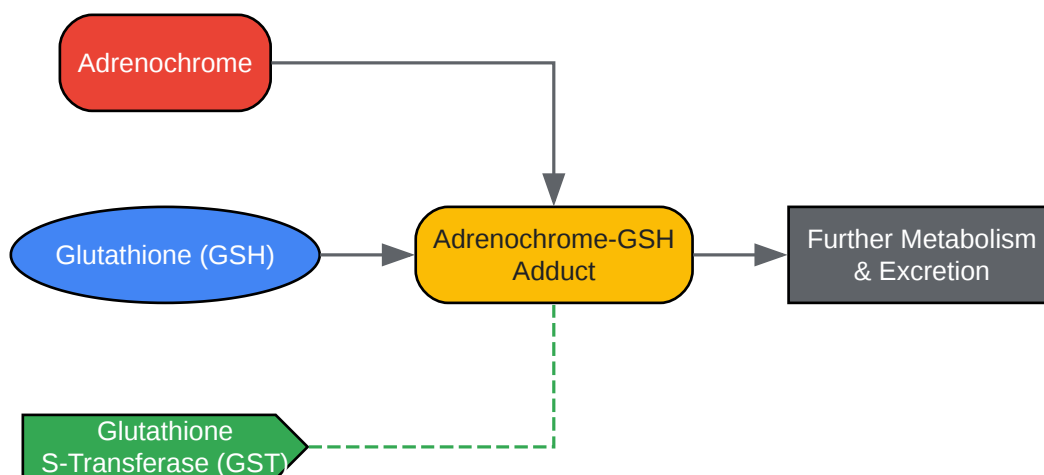 Adrenochrome
Glutathione (GSH)
Adrenochrome-GSH
Adduct
Further Metabolism
& Excretion
Glutathione
S-Transferase (GST)